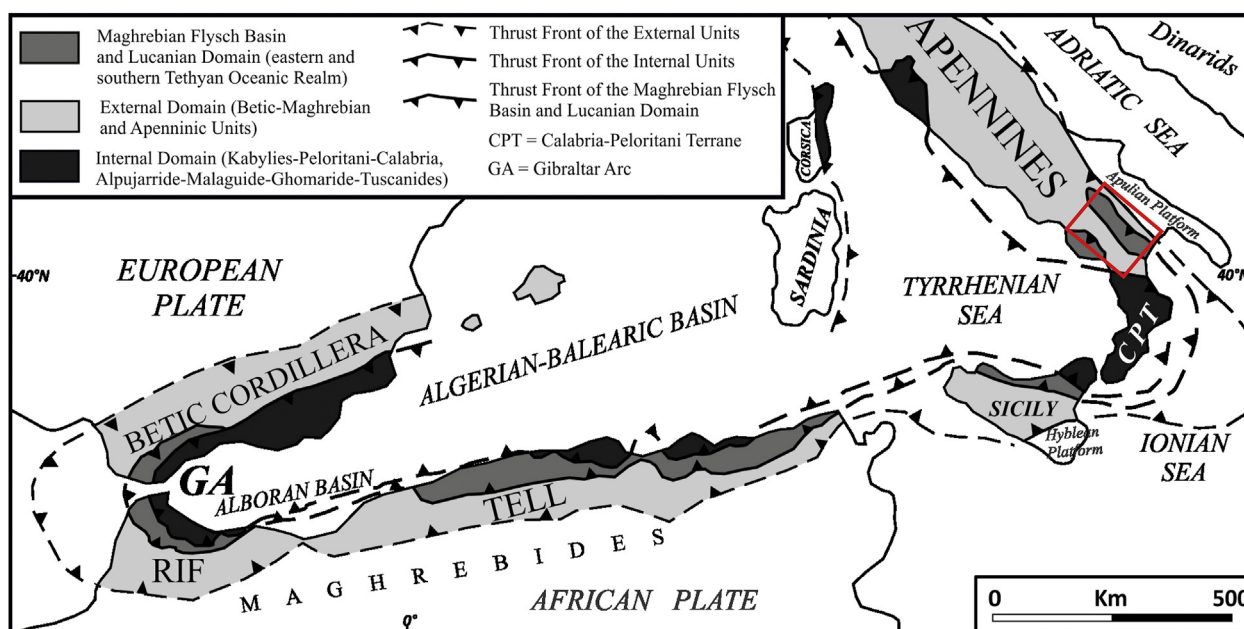 Maghrebian Flysch Basin
and Lucanian Domain (eastern and
southern Tethyan Oceanic Realm)
External Domain (Betic-Maghrebian
and Apenninic Units)
Internal Domain (Kabylies-Peloritani-Calabria,
Alpujarride-Malaguide-Ghomaride-Tuscanides)
Thrust Front of the External Units
Thrust Front of the Internal Units
Thrust Front of the Maghrebian Flysch
Basin and Lucanian Domain
CPT = Calabria-Peloritani Terrane
GA = Gibraltar Arc
APENNINES
ADRIATIC SEA
Dinarids
CORSICA
Apulian Platform
SARDINIA
40°N
40°N
EUROPEAN
PLATE
TYRRHENIAN
SEA
CPT
BETIC CORDILLERA
ALGERIAN-BALEARIC BASIN
SICILY
Hyblean
Platform
IONIAN
SEA
GA
ALBORAN BASIN
TELL
RIF
MAGHREBIDES
AFRICAN PLATE
0°
0 Km 500